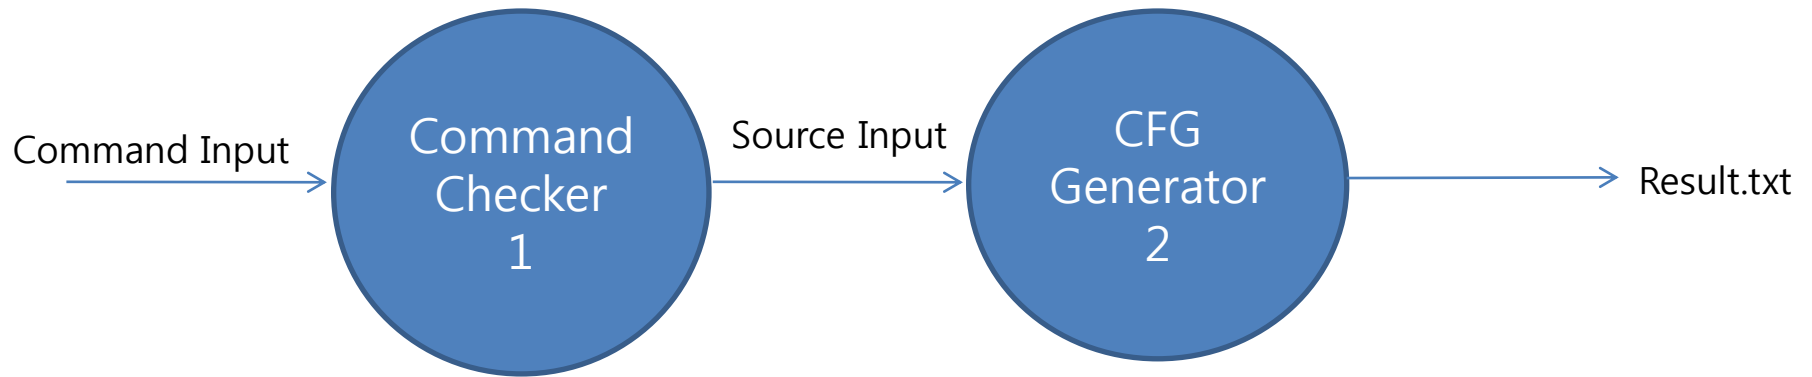 Command Input
Command
Checker
1
Source Input
CFG
Generator
2
Result.txt